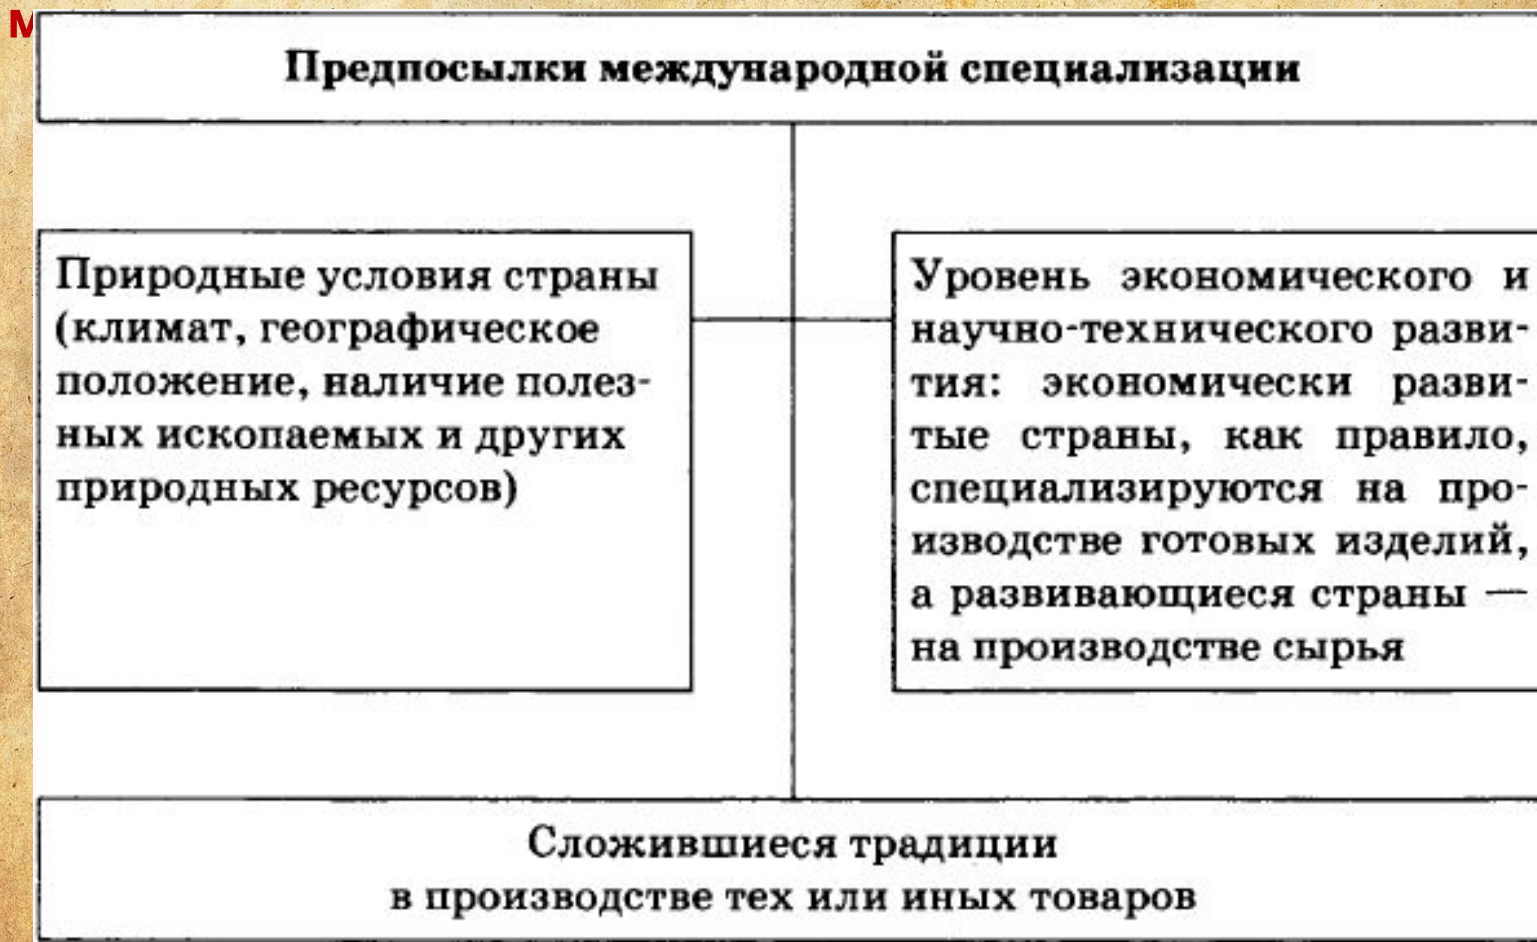 М
Предпосылки международной специализации
Природные условия страны
(климат, географическое
положение, наличие полез-
ных ископаемых и других
природных ресурсов)
Уровень экономического и
научно-технического разви-
тия: экономически разви-
тые страны, как правило,
специализируются на про-
изводстве готовых изделий,
а развивающиеся страны —
на производстве сырья
Сложившиеся традиции
в производстве тех или иных товаров